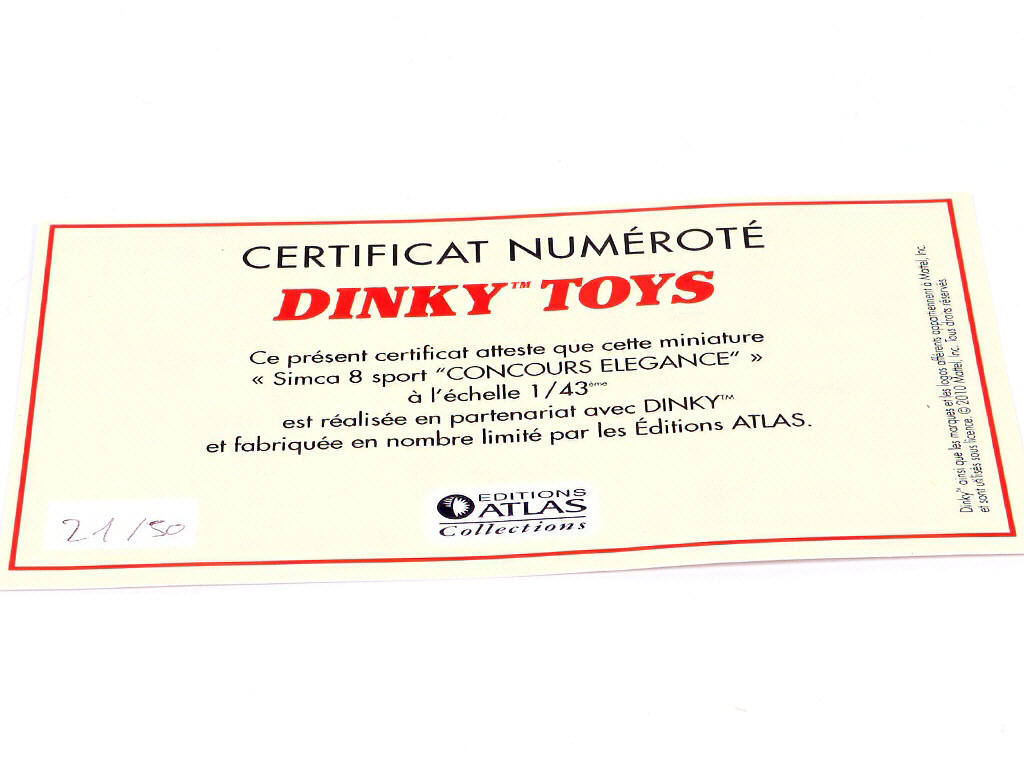 CERTIFICAT NUMÉROTÉ
DINKY™ TOYS
Ce présent certificat atteste que cette miniature
« Simca 8 sport "CONCOURS ELEGANCE" »
à l'échelle 1/43ème
est réalisée en partenariat avec DINKY™
et fabriquée en nombre limité par les Éditions ATLAS.
21/50
EDITIONS
ATLAS
Collections
Dinky™ ainsi que les marques et les logos afférents appartiennent à Mattel, Inc.
et sont utilisés sous licence. © 2010 Mattel, Inc. Tous droits réservés.